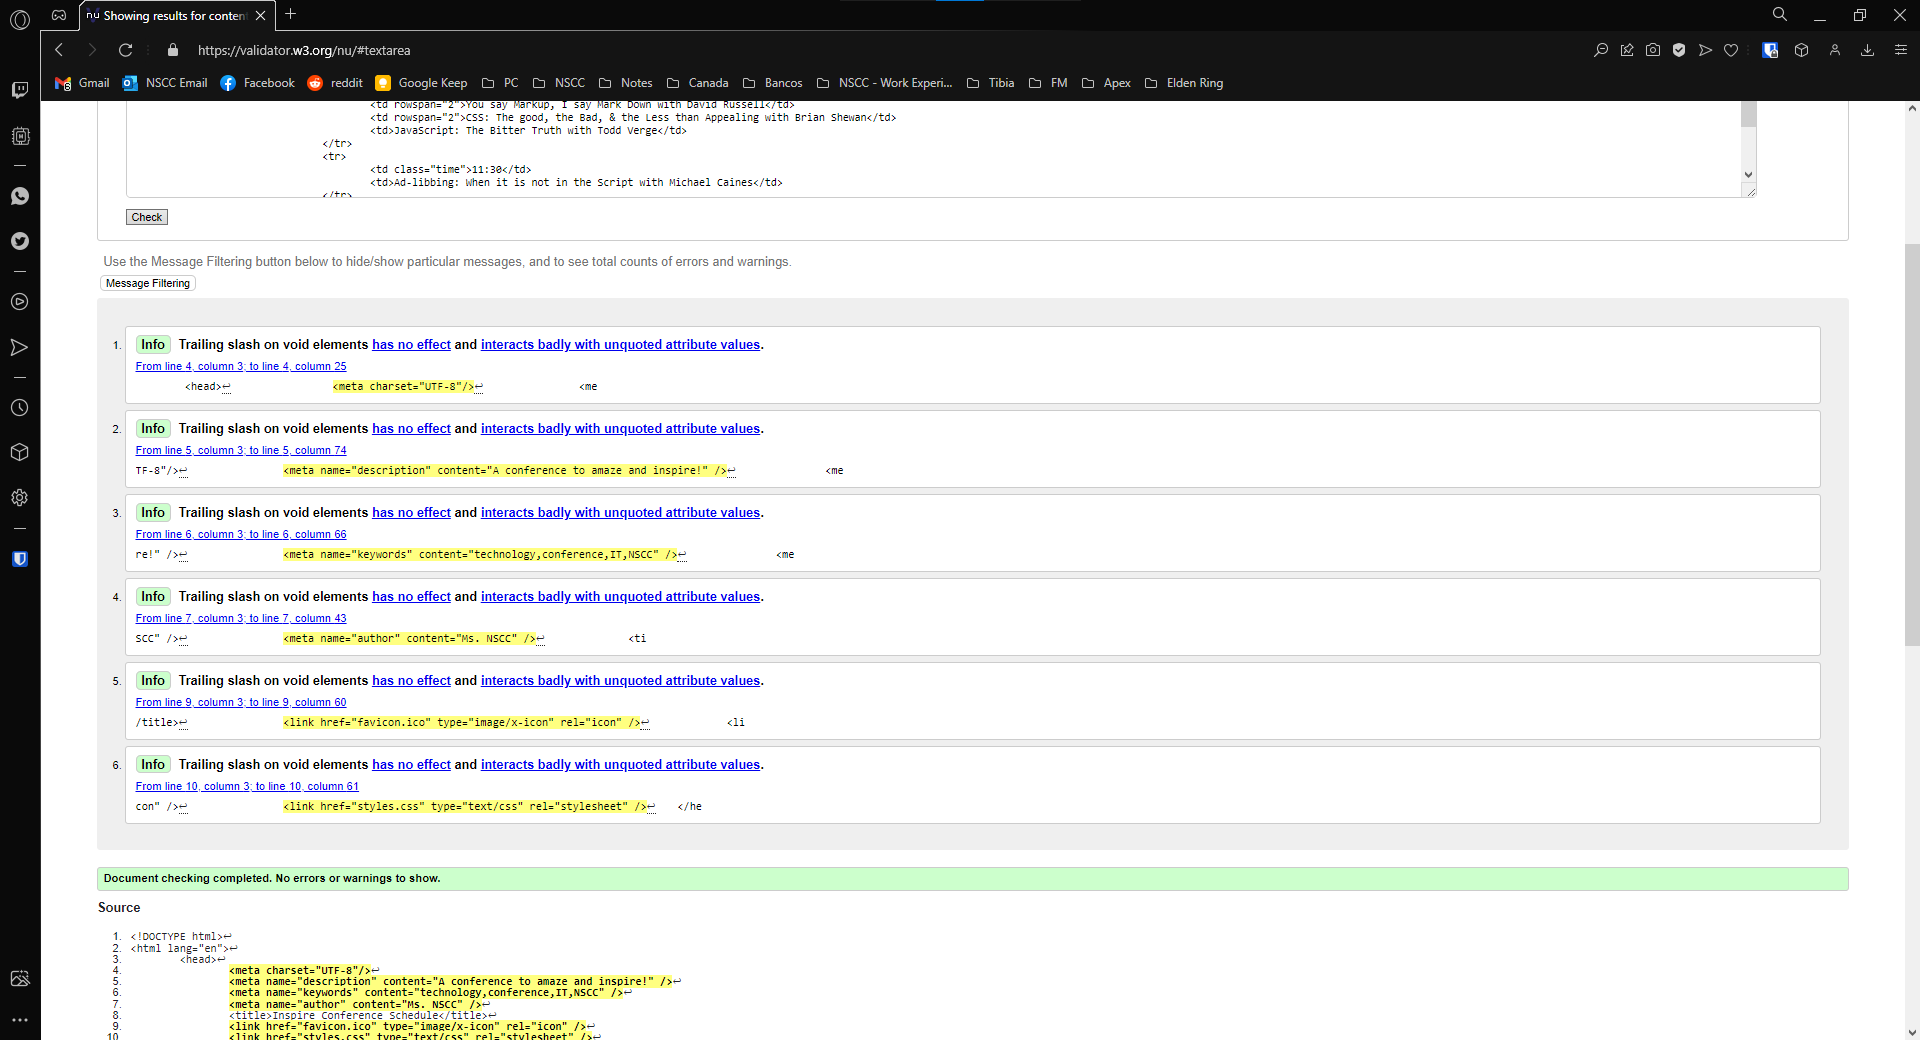 nu Showing results for conten
https://validator.w3.org/nu/#textarea
Gmail NSCC Email Facebook reddit Google Keep PC NSCC Notes Canada Bancos NSCC - Work Experi... Tibia FM Apex Elden Ring
<td rowspan="2">You say Markup, I say Mark Down with David Russell</td>
<td rowspan="2">CSS: The good, the Bad, & the Less than Appealing with Brian Shewan</td>
<td>JavaScript: The Bitter Truth with Todd Verge</td>
</tr>
<tr>
<td class="time">11:30</td>
<td>Ad-libbing: When it is not in the Script with Michael Caines</td>
</tr>
Check
Use the Message Filtering button below to hide/show particular messages, and to see total counts of errors and warnings.
Message Filtering
1. Info Trailing slash on void elements has no effect and interacts badly with unquoted attribute values.
From line 4, column 3; to line 4, column 25
<head>↩ <meta charset="UTF-8"/>↩ <me
2. Info Trailing slash on void elements has no effect and interacts badly with unquoted attribute values.
From line 5, column 3; to line 5, column 74
TF-8"/>↩ <meta name="description" content="A conference to amaze and inspire!" />↩ <me
3. Info Trailing slash on void elements has no effect and interacts badly with unquoted attribute values.
From line 6, column 3; to line 6, column 66
re!" />↩ <meta name="keywords" content="technology,conference,IT,NSCC" />↩ <me
4. Info Trailing slash on void elements has no effect and interacts badly with unquoted attribute values.
From line 7, column 3; to line 7, column 43
SCC" />↩ <meta name="author" content="Ms. NSCC" />↩ <ti
5. Info Trailing slash on void elements has no effect and interacts badly with unquoted attribute values.
From line 9, column 3; to line 9, column 60
/title>↩ <link href="favicon.ico" type="image/x-icon" rel="icon" />↩ <li
6. Info Trailing slash on void elements has no effect and interacts badly with unquoted attribute values.
From line 10, column 3; to line 10, column 61
con" />↩ <link href="styles.css" type="text/css" rel="stylesheet" />↩ </he
Document checking completed. No errors or warnings to show.
Source
1. <!DOCTYPE html>↩
2. <html lang="en">↩
3. <head>↩
4. <meta charset="UTF-8"/>↩
5. <meta name="description" content="A conference to amaze and inspire!" />↩
6. <meta name="keywords" content="technology,conference,IT,NSCC" />↩
7. <meta name="author" content="Ms. NSCC" />↩
8. <title>Inspire Conference Schedule</title>↩
9. <link href="favicon.ico" type="image/x-icon" rel="icon" />↩
10. <link href="styles.css" type="text/css" rel="stylesheet" />↩